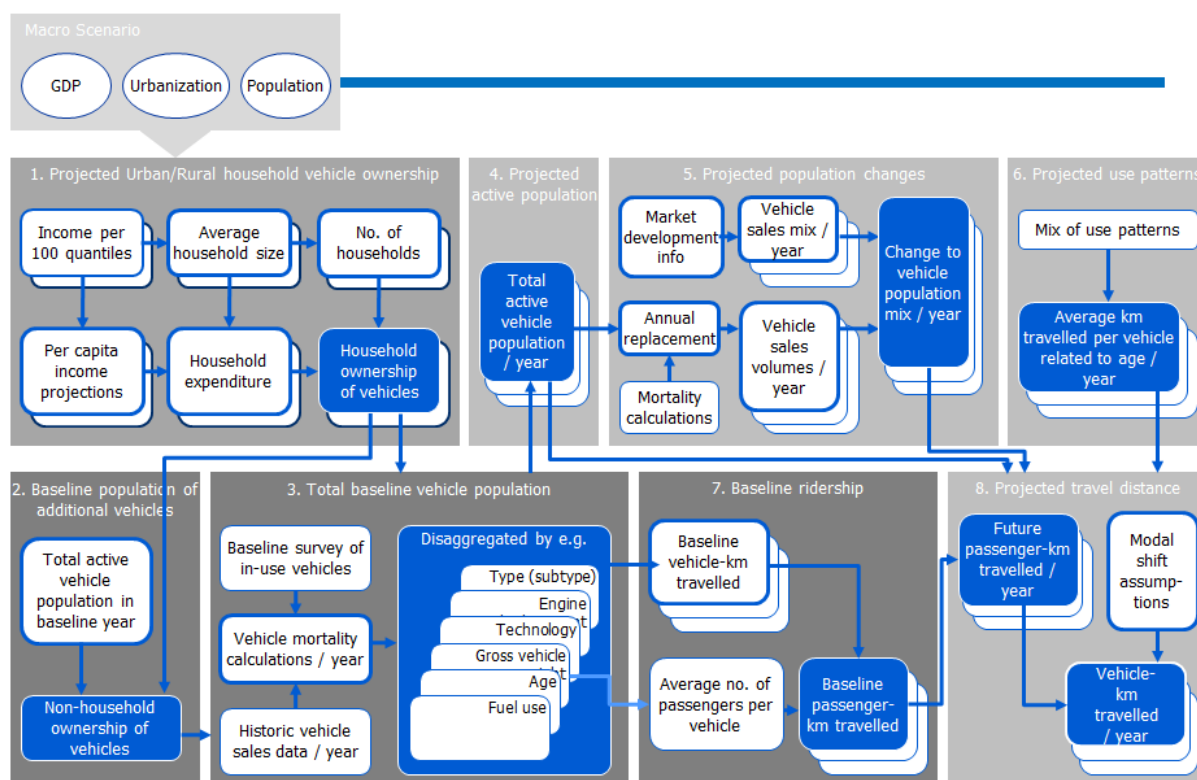 Macro Scenario
GDP
Urbanization
Population
1. Projected Urban/Rural household vehicle ownership
Income per
100 quantiles
Average
household size
No. of
households
Per capita
income
projections
Household
expenditure
Household
ownership
of vehicles
4. Projected
active population
Total
active
vehicle
population
/ year
5. Projected population changes
Market
development
info
Vehicle
sales mix /
year
Change to
vehicle
population
mix / year
Annual
replacement
Vehicle
sales
volumes /
year
Mortality
calculations
6. Projected use patterns
Mix of use patterns
Average km
travelled per vehicle
related to age /
year
2. Baseline population of
additional vehicles
Total active
vehicle
population in
baseline year
Non-household
ownership of
vehicles
3. Total baseline vehicle population
Baseline survey of
in-use vehicles
Vehicle mortality
calculations / year
Historic vehicle
sales data / year
Disaggregated by e.g.
Type (subtype)
Engine
Technology
Gross vehicle
Age
Fuel use
7. Baseline ridership
Baseline
vehicle-km
travelled
Average no. of
passengers per
vehicle
Baseline
passenger-
km travelled
8. Projected travel distance
Future
passenger-km
travelled /
year
Modal
shift
assump-
tions
Vehicle-
km
travelled
/ year